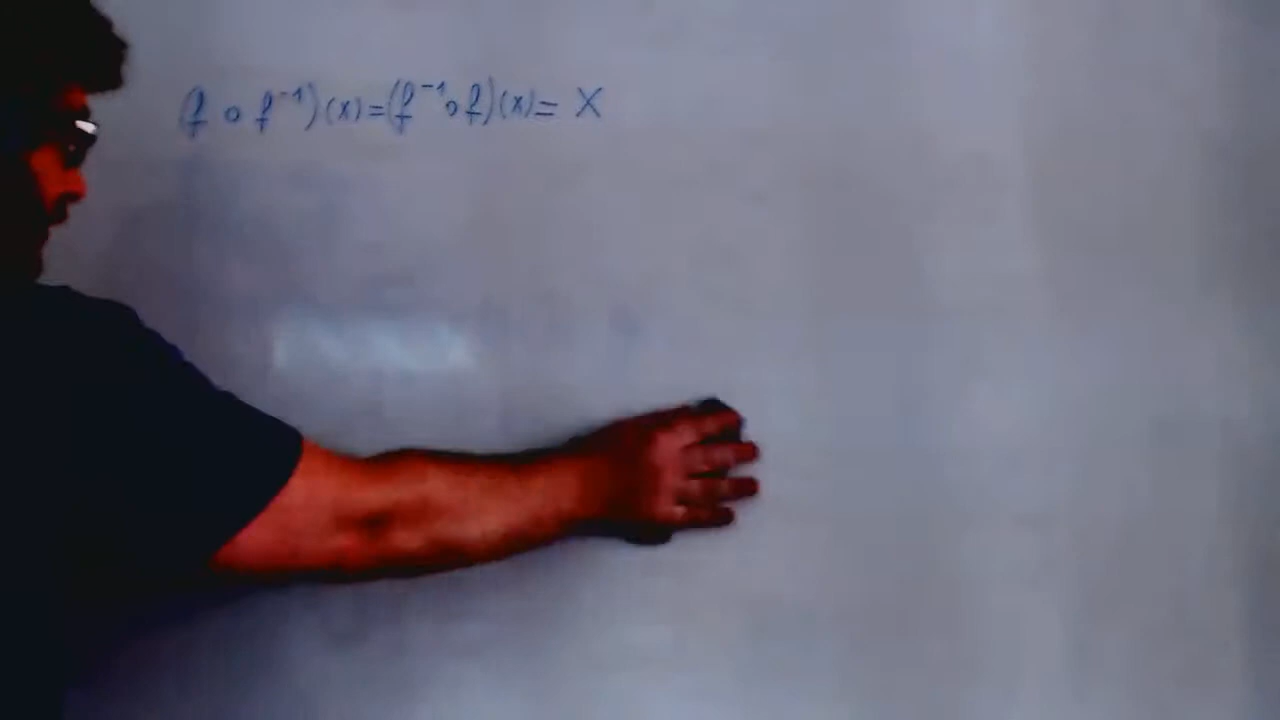 (f ∘ f⁻¹)(x)=(f⁻¹∘f)(x)= X